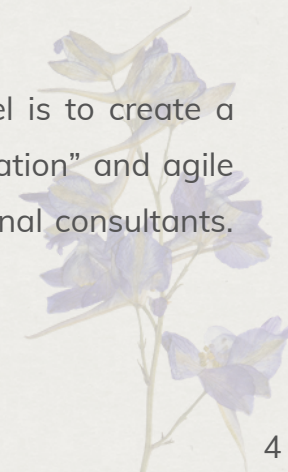 el is to create a
ation” and agile
nal consultants.
4